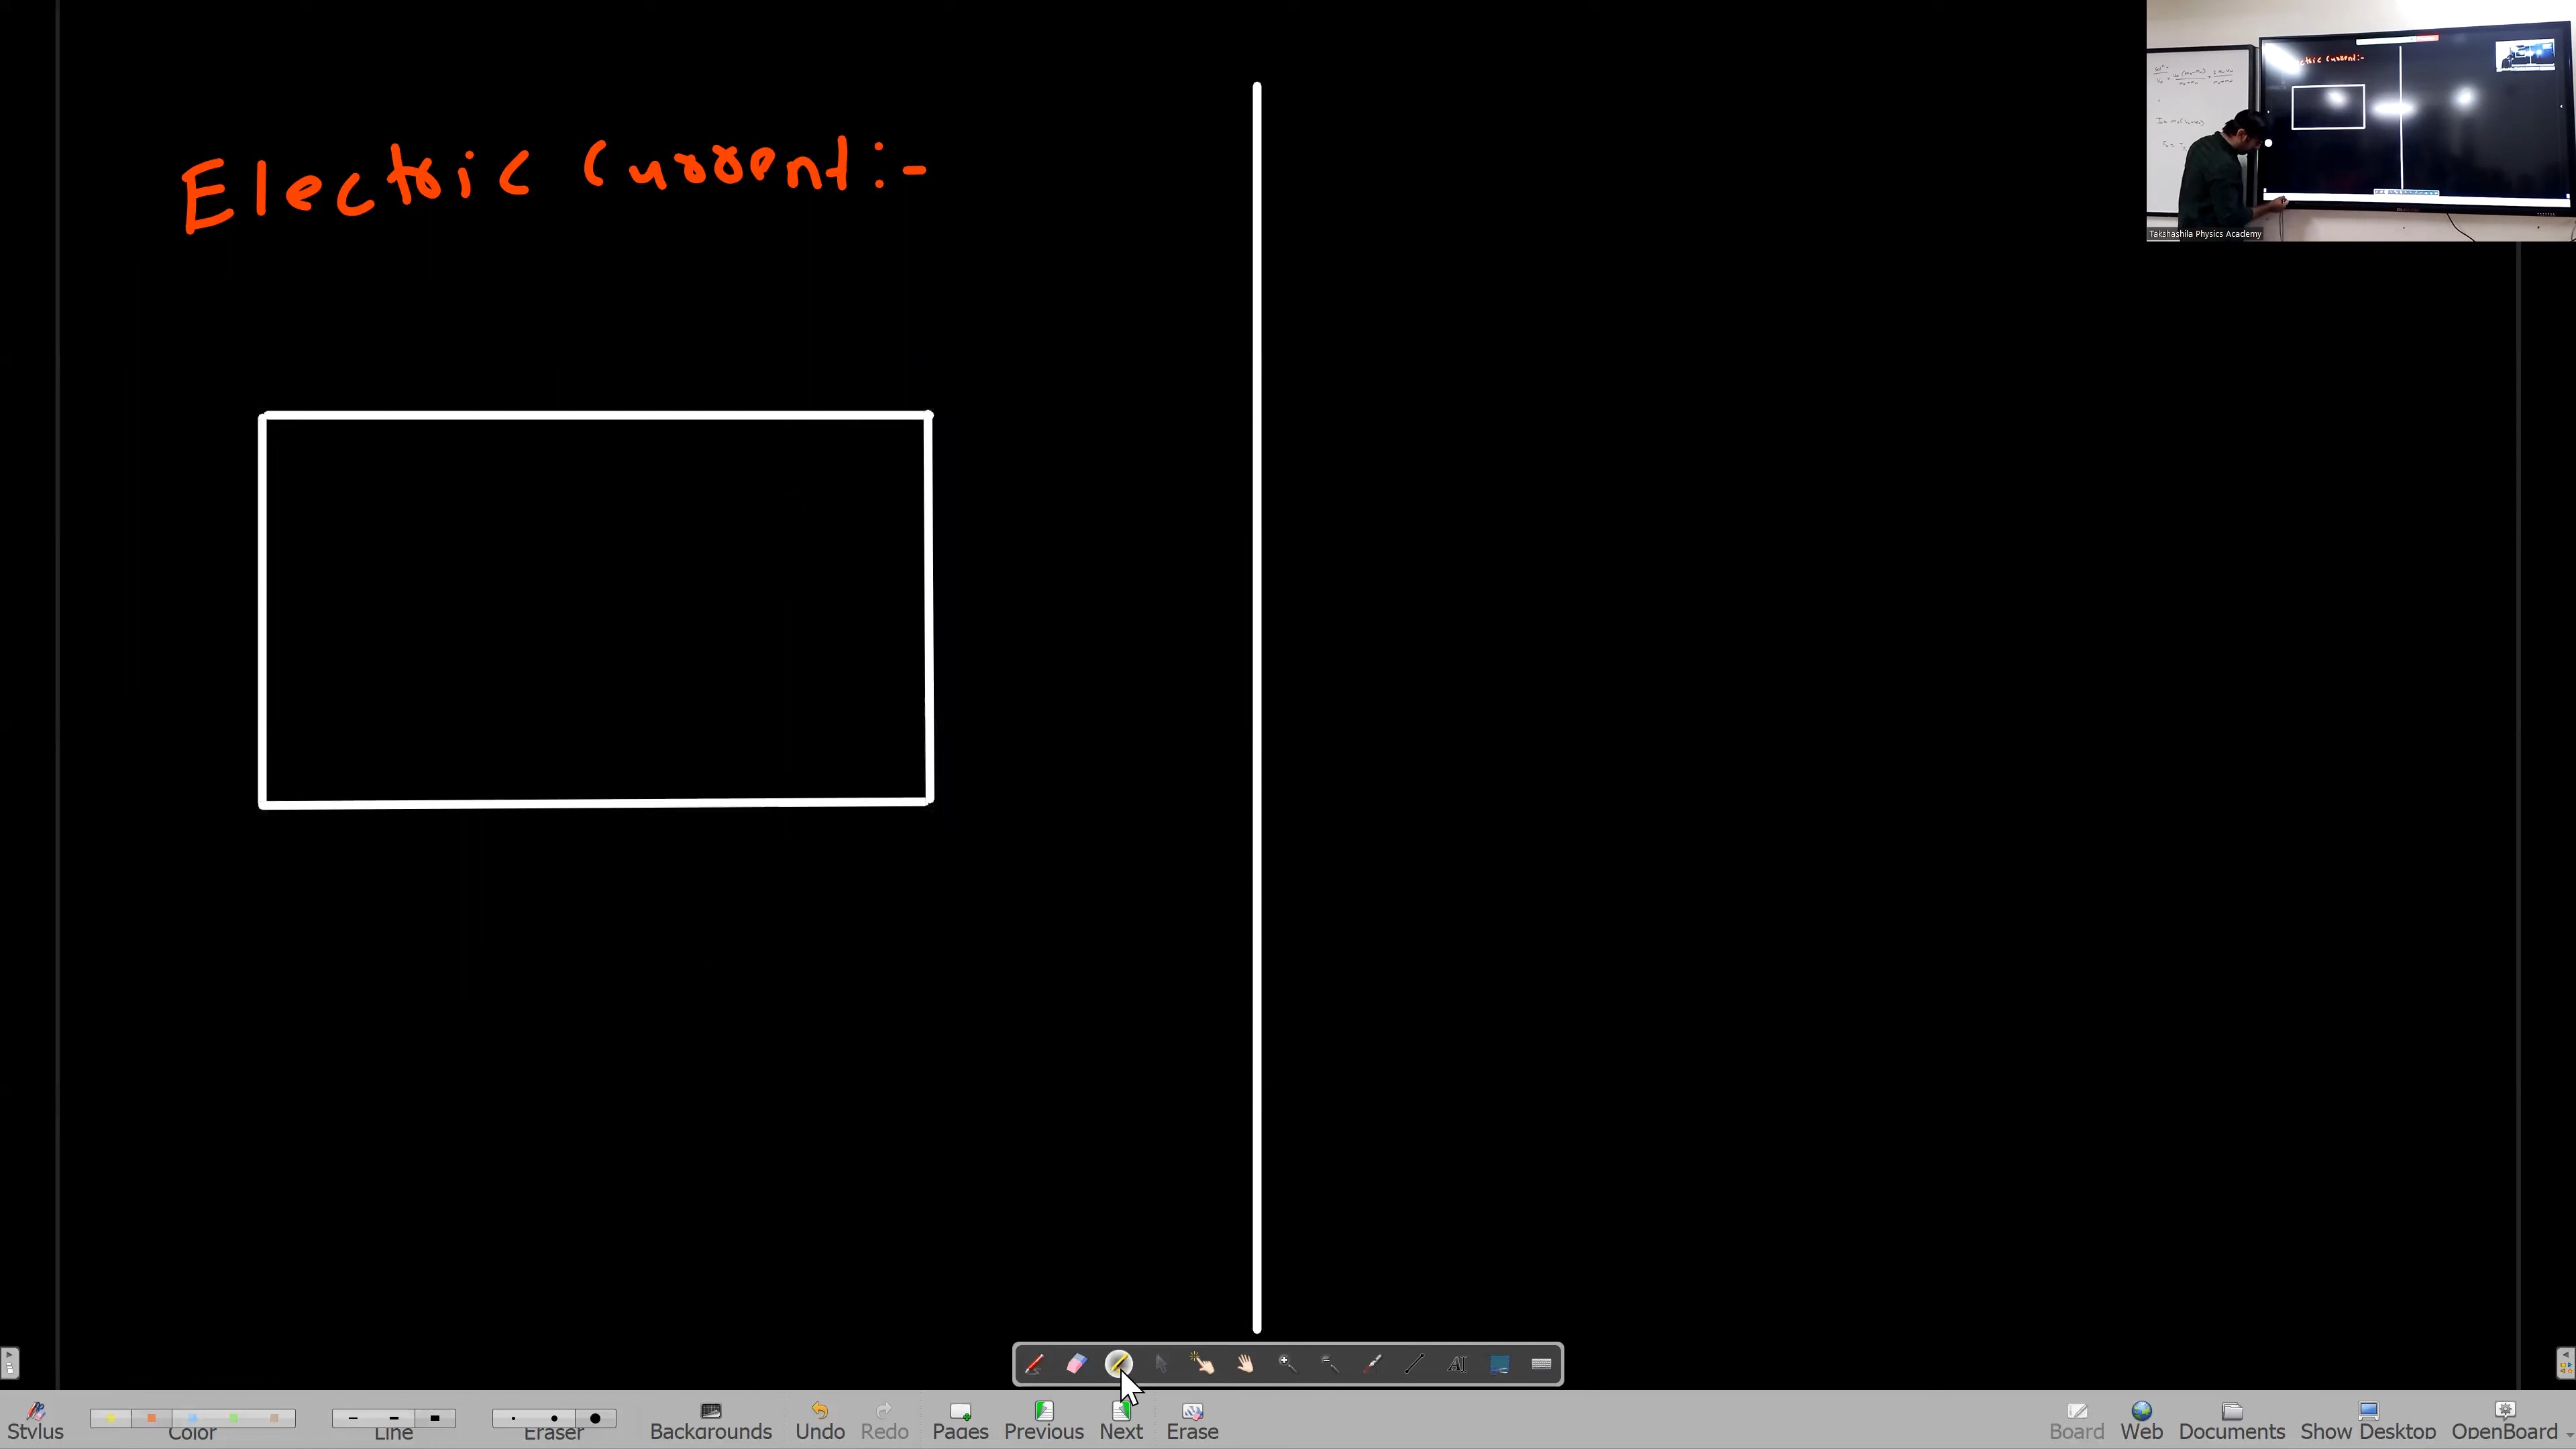 Electric Current:-
Takshashila Physics Academy
Stylus
Color
Line
Eraser
Backgrounds
Undo
Redo
Pages
Previous
Next
Erase
Board
Web
Documents
Show Desktop
OpenBoard